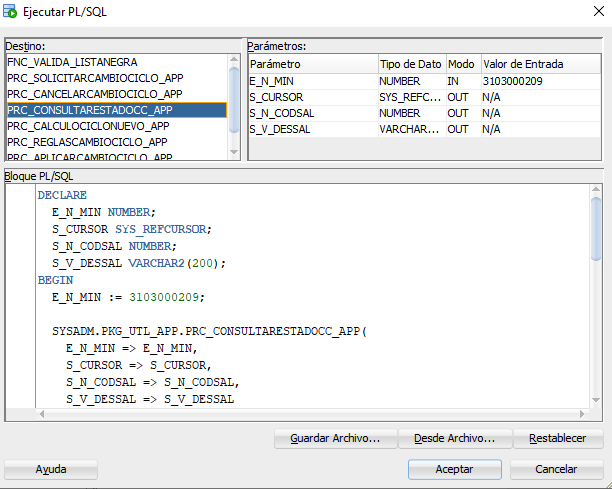 Ejecutar PL/SQL
Destino:
FNC_VALIDA_LISTANEGRA
PRC_SOLICITARCAMBIOCICLO_APP
PRC_CANCELARCAMBIOCICLO_APP
PRC_CONSULTARESTADOCC_APP
PRC_CALCULOCICLONUEVO_APP
PRC_REGLASCAMBIOCICLO_APP
PRC_APLICARCAMBIOCICLO_APP
Parámetros:
Parámetro Tipo de Dato Modo Valor de Entrada
E_N_MIN NUMBER IN 3103000209
S_CURSOR SYS_REFC... OUT N/A
S_N_CODSAL NUMBER OUT N/A
S_V_DESSAL VARCHAR... OUT N/A
Bloque PL/SQL
DECLARE
E_N_MIN NUMBER;
S_CURSOR SYS_REFCURSOR;
S_N_CODSAL NUMBER;
S_V_DESSAL VARCHAR2(200);
BEGIN
E_N_MIN := 3103000209;
SYSADM.PKG_UTL_APP.PRC_CONSULTARESTADOCC_APP(
E_N_MIN => E_N_MIN,
S_CURSOR => S_CURSOR,
S_N_CODSAL => S_N_CODSAL,
S_V_DESSAL => S_V_DESSAL
Guardar Archivo... Desde Archivo... Restablecer
Ayuda Aceptar Cancelar